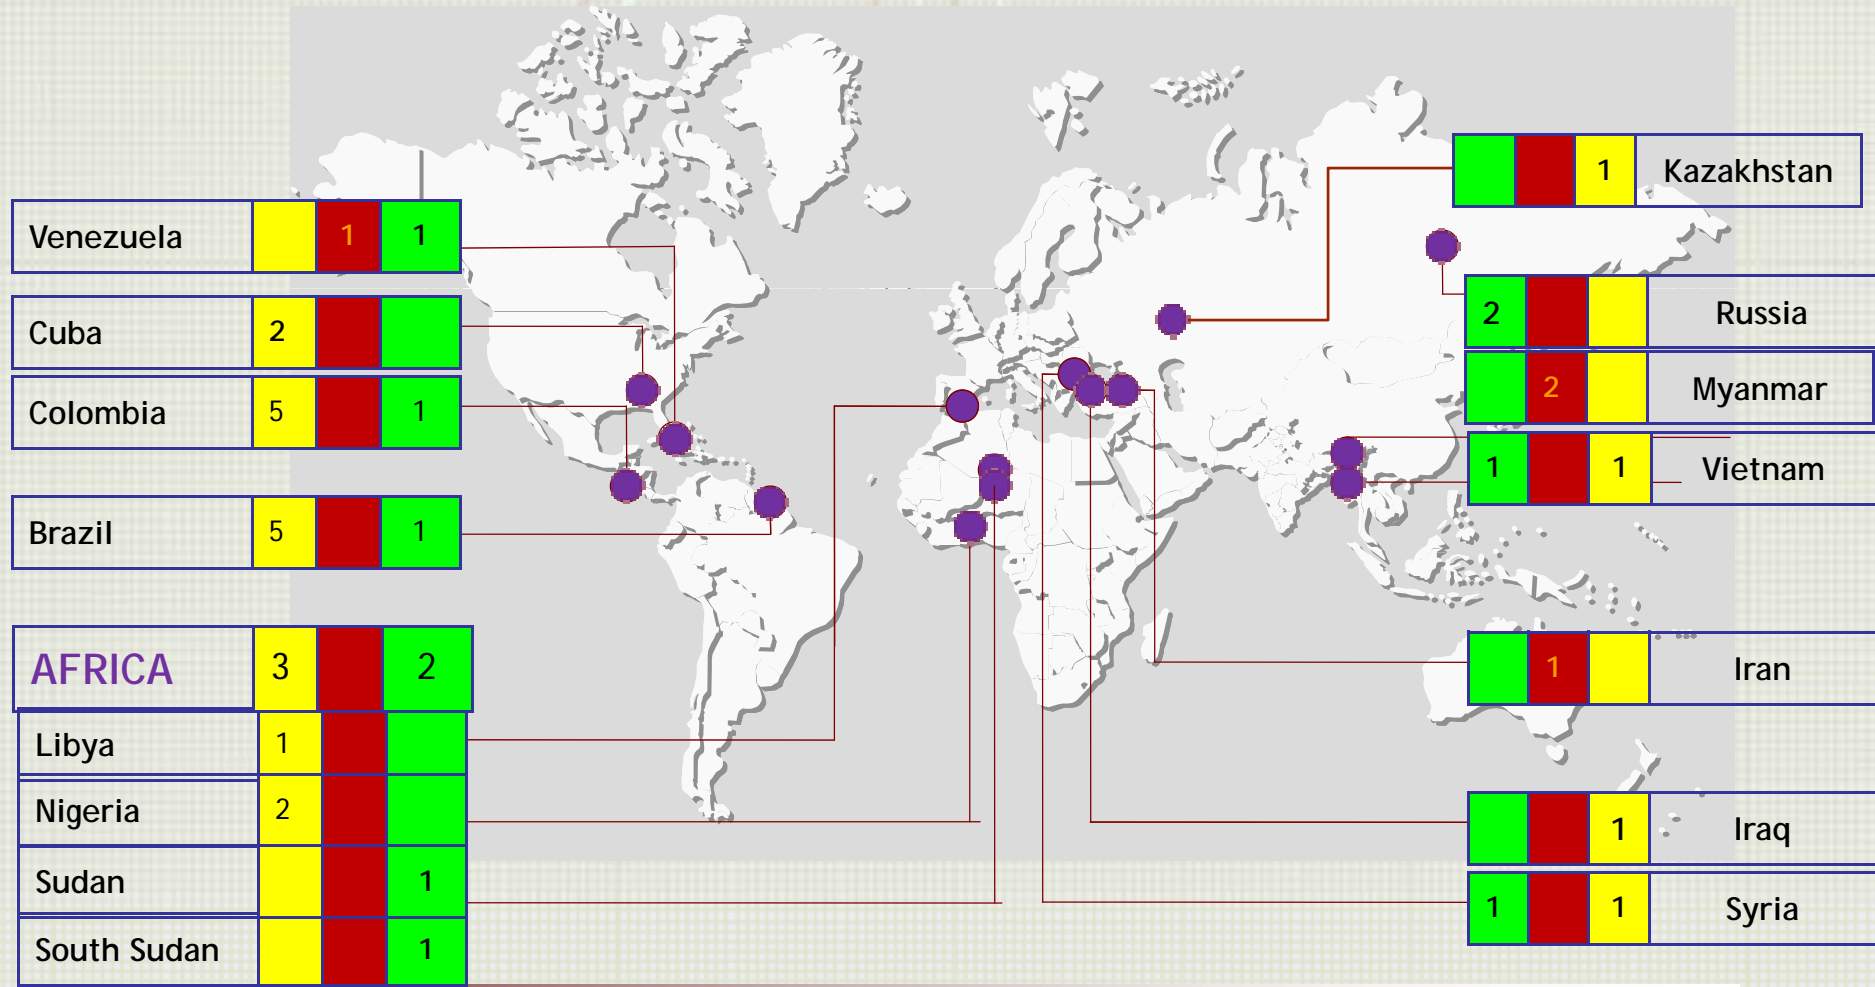 Venezuela 1 1
Cuba 2
Colombia 5 1
Brazil 5 1
AFRICA 3 2
Libya 1
Nigeria 2
Sudan 1
South Sudan 1
1 Kazakhstan
2 Russia
2 Myanmar
1 1 Vietnam
1 Iran
1 Iraq
1 1 Syria